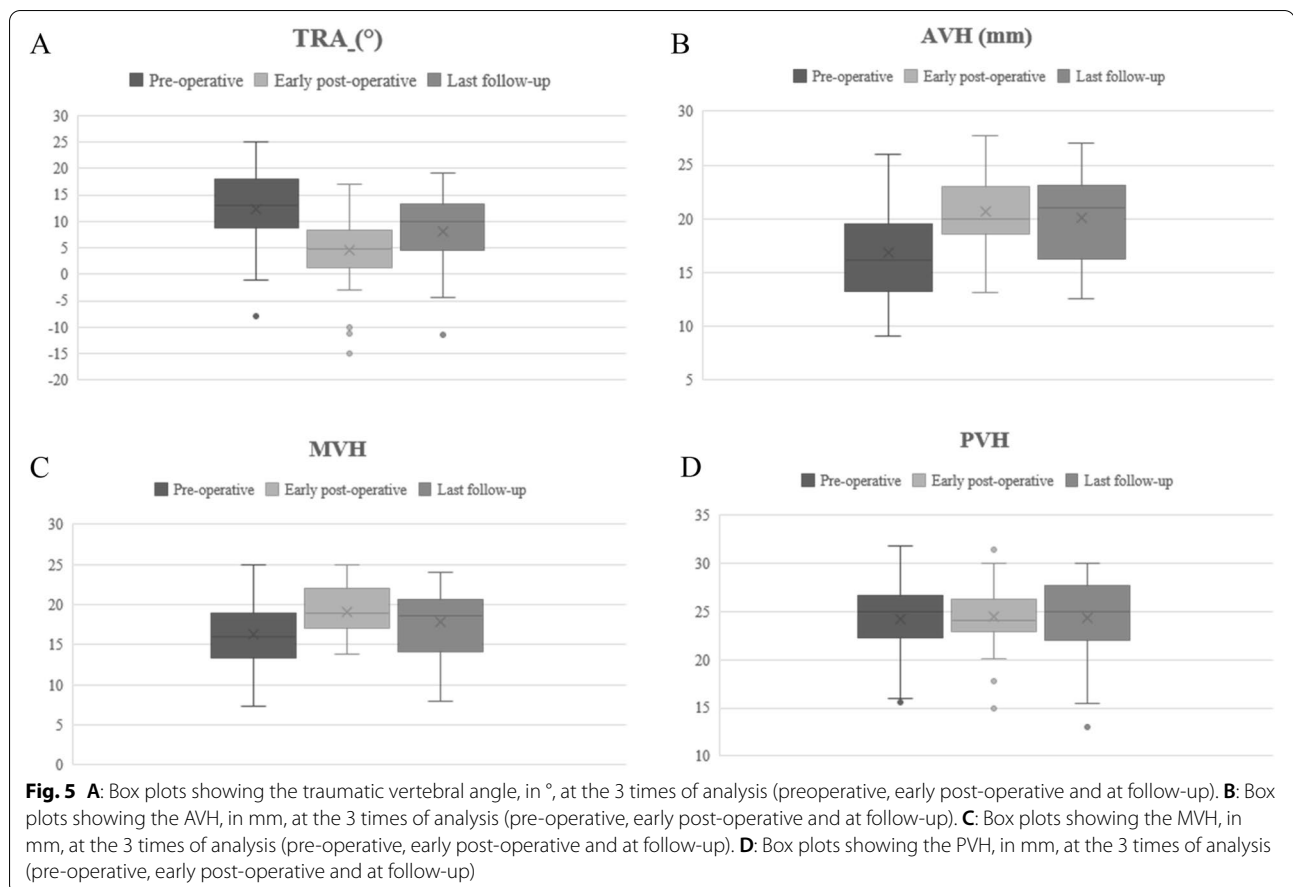 A
TRA_(°)
Pre-operative Early post-operative Last follow-up
30
25
20
15
10
5
0
-5
-10
-15
-20
B
AVH (mm)
Pre-operative Early post-operative Last follow-up
30
25
20
15
10
5
C
MVH
Pre-operative Early post-operative Last follow-up
30
25
20
15
10
5
0
D
PVH
Pre-operative Early post-operative Last follow-up
35
30
25
20
15
10
Fig. 5 A: Box plots showing the traumatic vertebral angle, in °, at the 3 times of analysis (preoperative, early post-operative and at follow-up). B: Box
plots showing the AVH, in mm, at the 3 times of analysis (pre-operative, early post-operative and at follow-up). C: Box plots showing the MVH, in
mm, at the 3 times of analysis (pre-operative, early post-operative and at follow-up). D: Box plots showing the PVH, in mm, at the 3 times of analysis
(pre-operative, early post-operative and at follow-up)